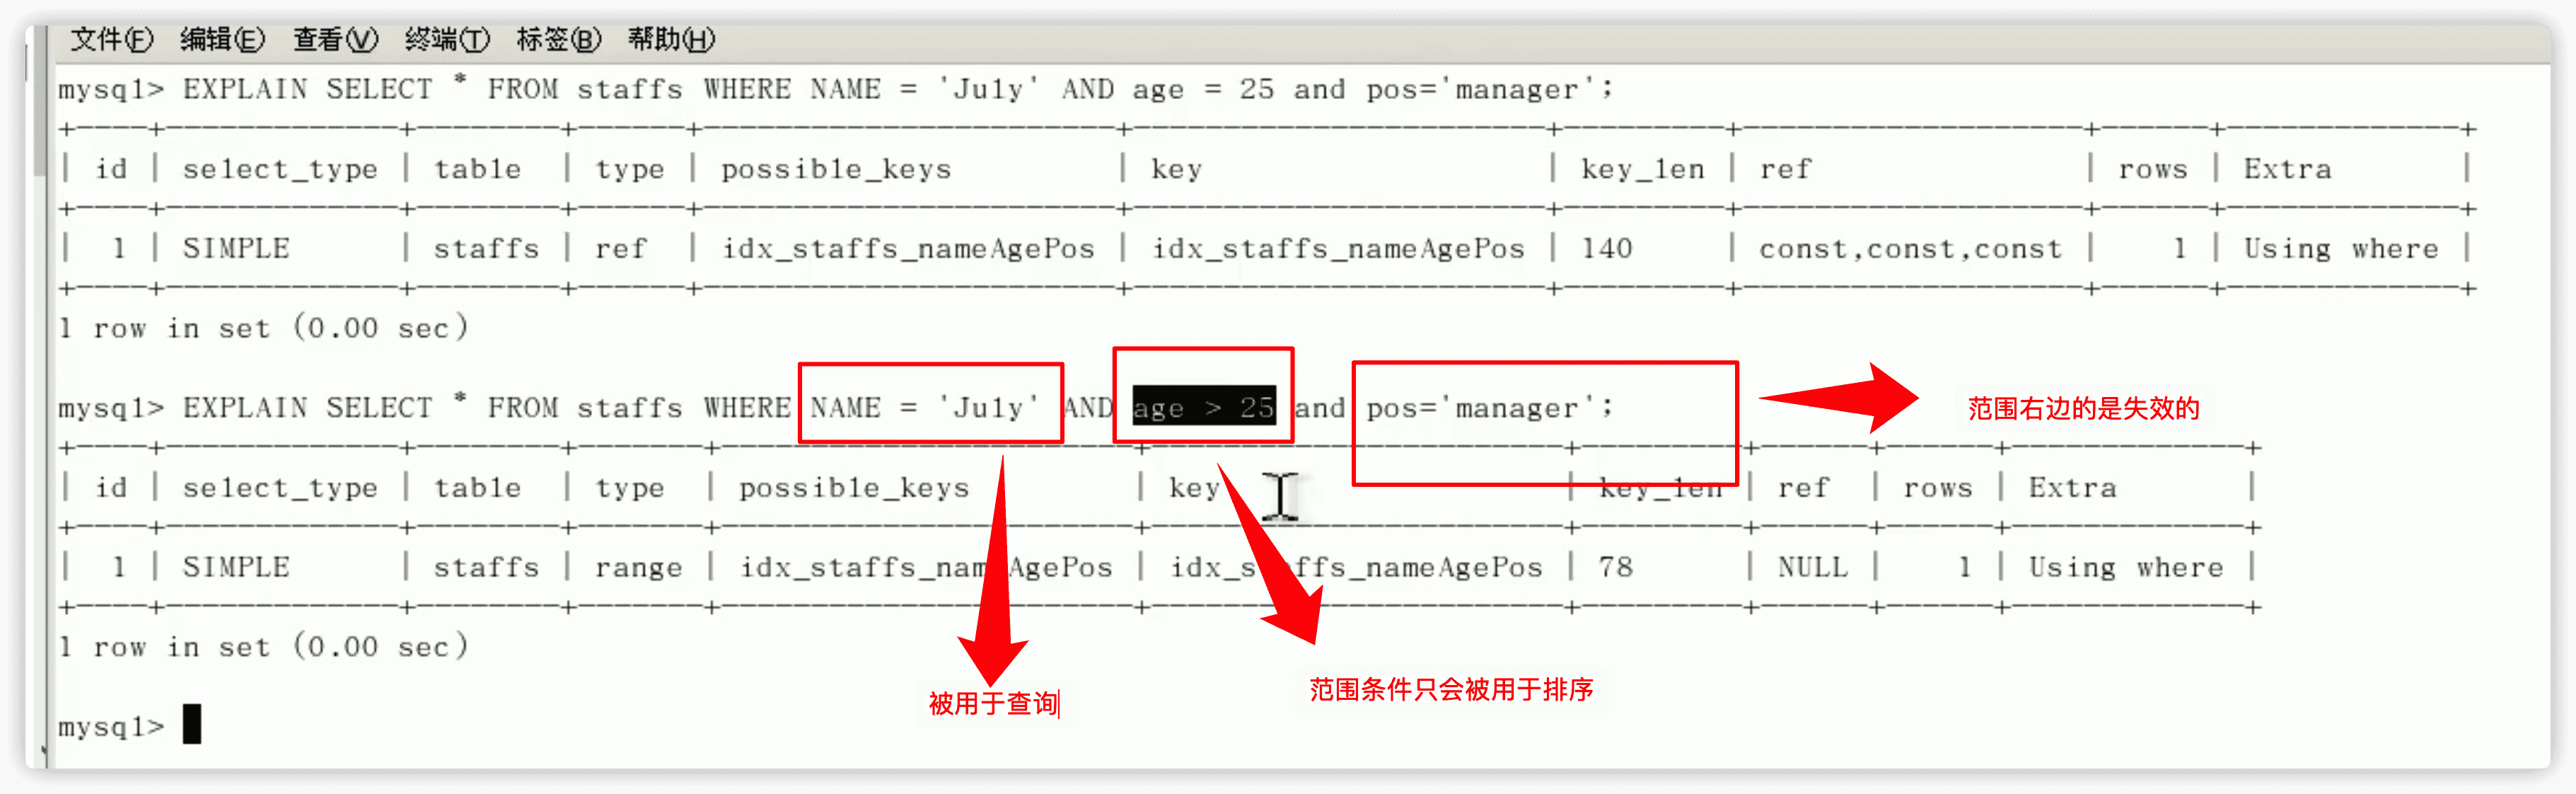 文件(F) 编辑(E) 查看(V) 终端(T) 标签(B) 帮助(H)
mysql> EXPLAIN SELECT * FROM staffs WHERE NAME = 'July' AND age = 25 and pos='manager';
| id | select_type | table | type | possible_keys | key | key_len | ref | rows | Extra |
| 1 | SIMPLE | staffs | ref | idx_staffs_nameAgePos | idx_staffs_nameAgePos | 140 | const,const,const | 1 | Using where |
1 row in set (0.00 sec)
mysql> EXPLAIN SELECT * FROM staffs WHERE NAME = 'July' AND age > 25 and pos='manager';
范围右边的是失效的
| id | select_type | table | type | possible_keys | key | key_len | ref | rows | Extra |
| 1 | SIMPLE | staffs | range | idx_staffs_nameAgePos | idx_staffs_nameAgePos | 78 | NULL | 1 | Using where |
1 row in set (0.00 sec)
被用于查询
范围条件只会被用于排序
mysql>